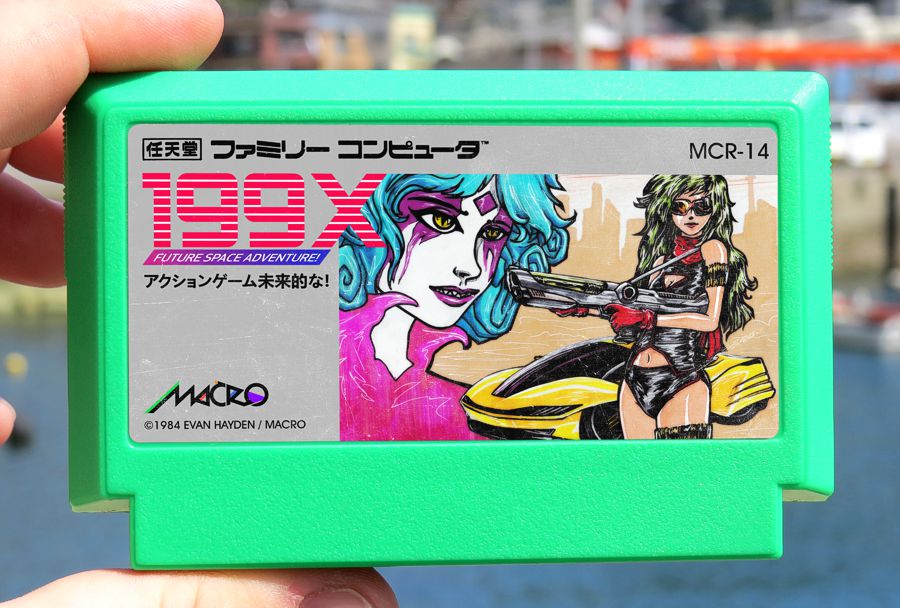 任天堂 ファミリー コンピュータ™
MCR-14
199X
FUTURE SPACE ADVENTURE!
アクションゲーム未来的な!
MACRO
©1984 EVAN HAYDEN / MACRO